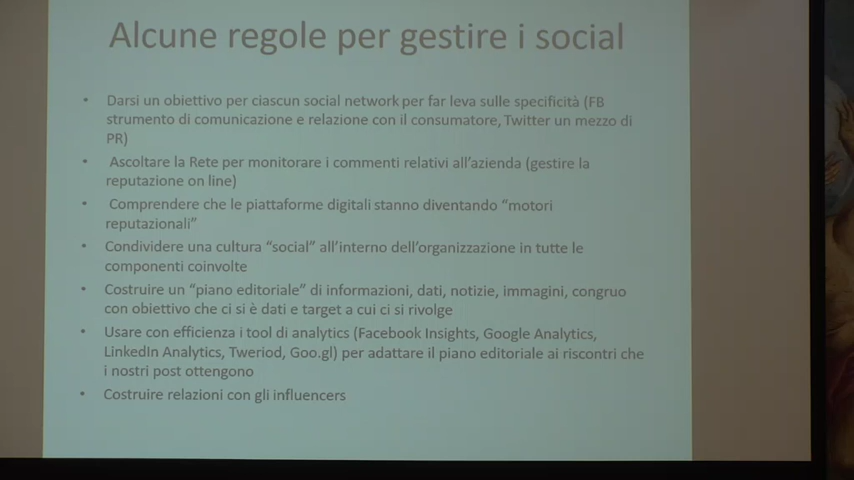 Alcune regole per gestire i social
• Darsi un obiettivo per ciascun social network per far leva sulle specificità (FB
strumento di comunicazione e relazione con il consumatore, Twitter un mezzo di
PR)
• Ascoltare la Rete per monitorare i commenti relativi all'azienda (gestire la
reputazione on line)
• Comprendere che le piattaforme digitali stanno diventando "motori
reputazionali"
• Condividere una cultura "social" all'interno dell'organizzazione in tutte le
componenti coinvolte
• Costruire un "piano editoriale" di informazioni, dati, notizie, immagini, congruo
con obiettivo che ci si è dati e target a cui ci si rivolge
• Usare con efficienza i tool di analytics (Facebook Insights, Google Analytics,
LinkedIn Analytics, Tweriod, Goo.gl) per adattare il piano editoriale ai riscontri che
i nostri post ottengono
• Costruire relazioni con gli influencers